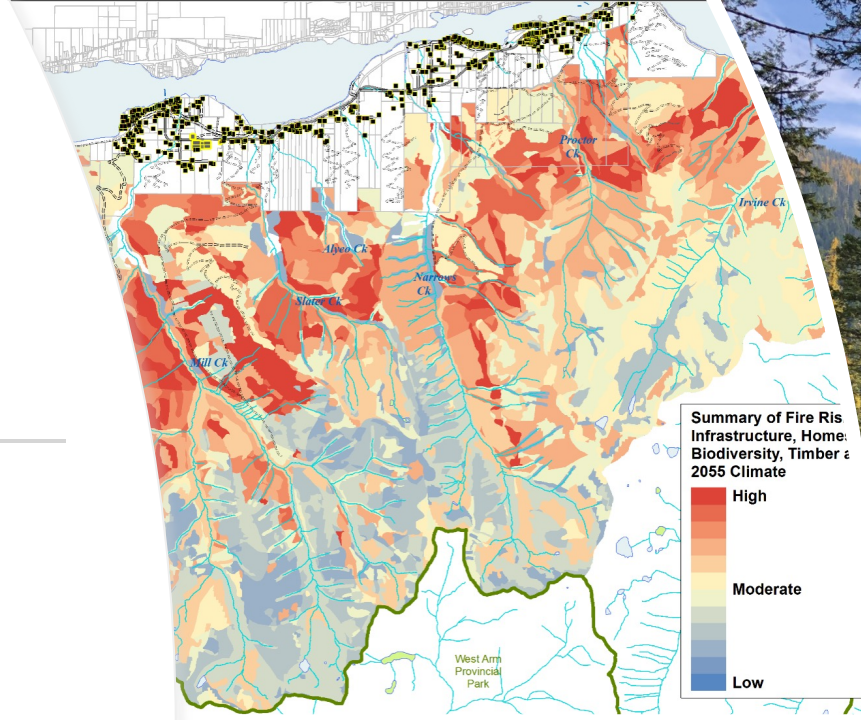 Proctor
Ck
Irvine Ck
Alyeo Ck
Narrows
Ck
Slater Ck
Mill Ck
Summary of Fire Ris
Infrastructure, Home
Biodiversity, Timber a
2055 Climate
High
Moderate
Low
West Arm
Provincial
Park